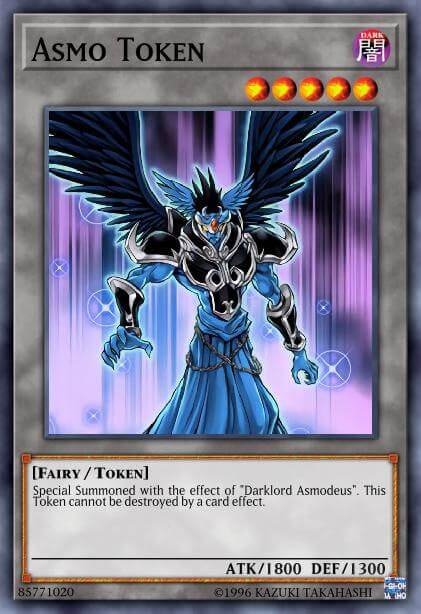 Asmo Token
DARK
闇
[Fairy / Token]
Special Summoned with the effect of "Darklord Asmodeus". This
Token cannot be destroyed by a card effect.
ATK/1800 DEF/1300
85771020
©1996 KAZUKI TAKAHASHI